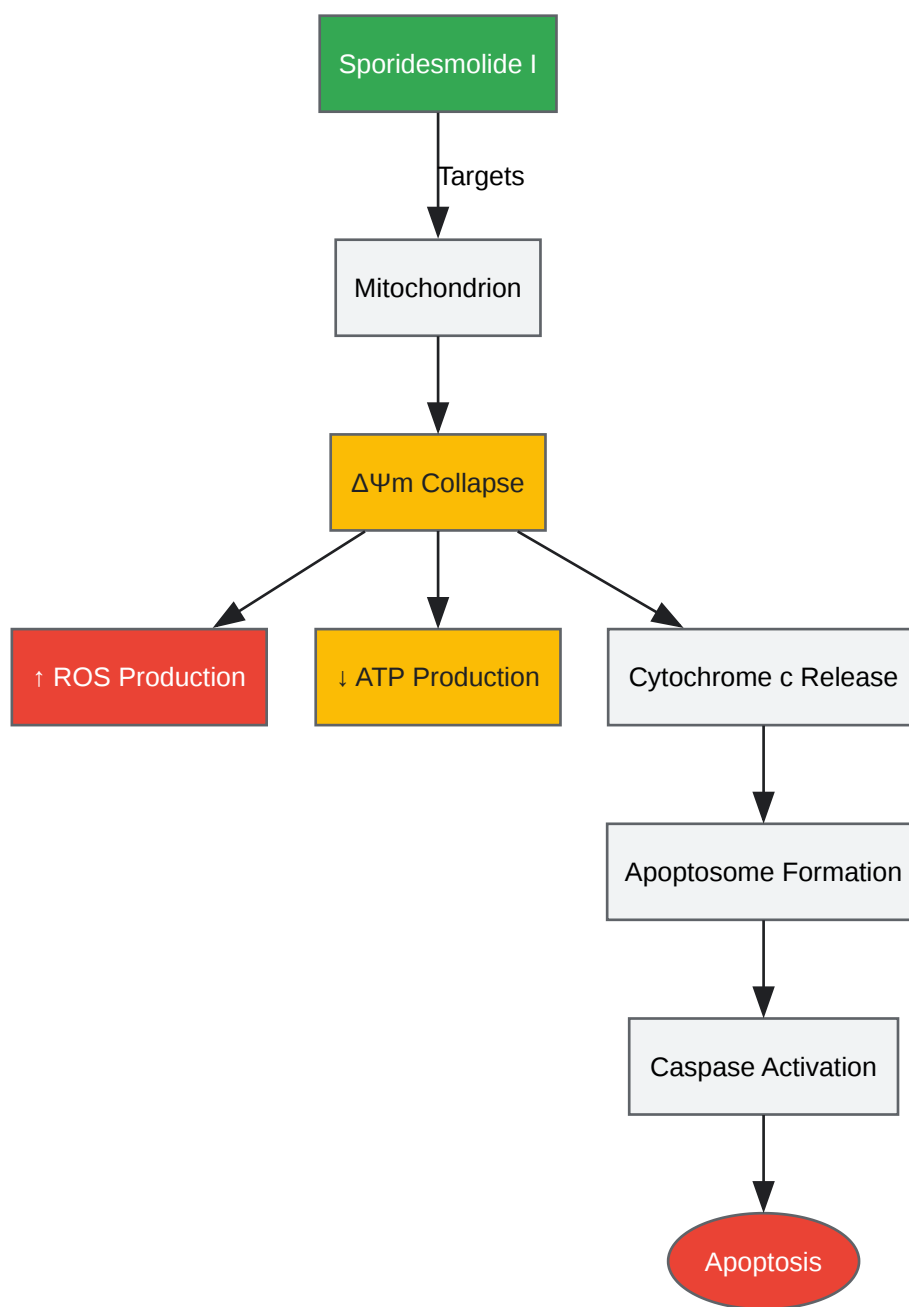 Sporidesmolide I
Targets
Mitochondrion
ΔΨm Collapse
↑ ROS Production
↓ ATP Production
Cytochrome c Release
Apoptosome Formation
Caspase Activation
Apoptosis